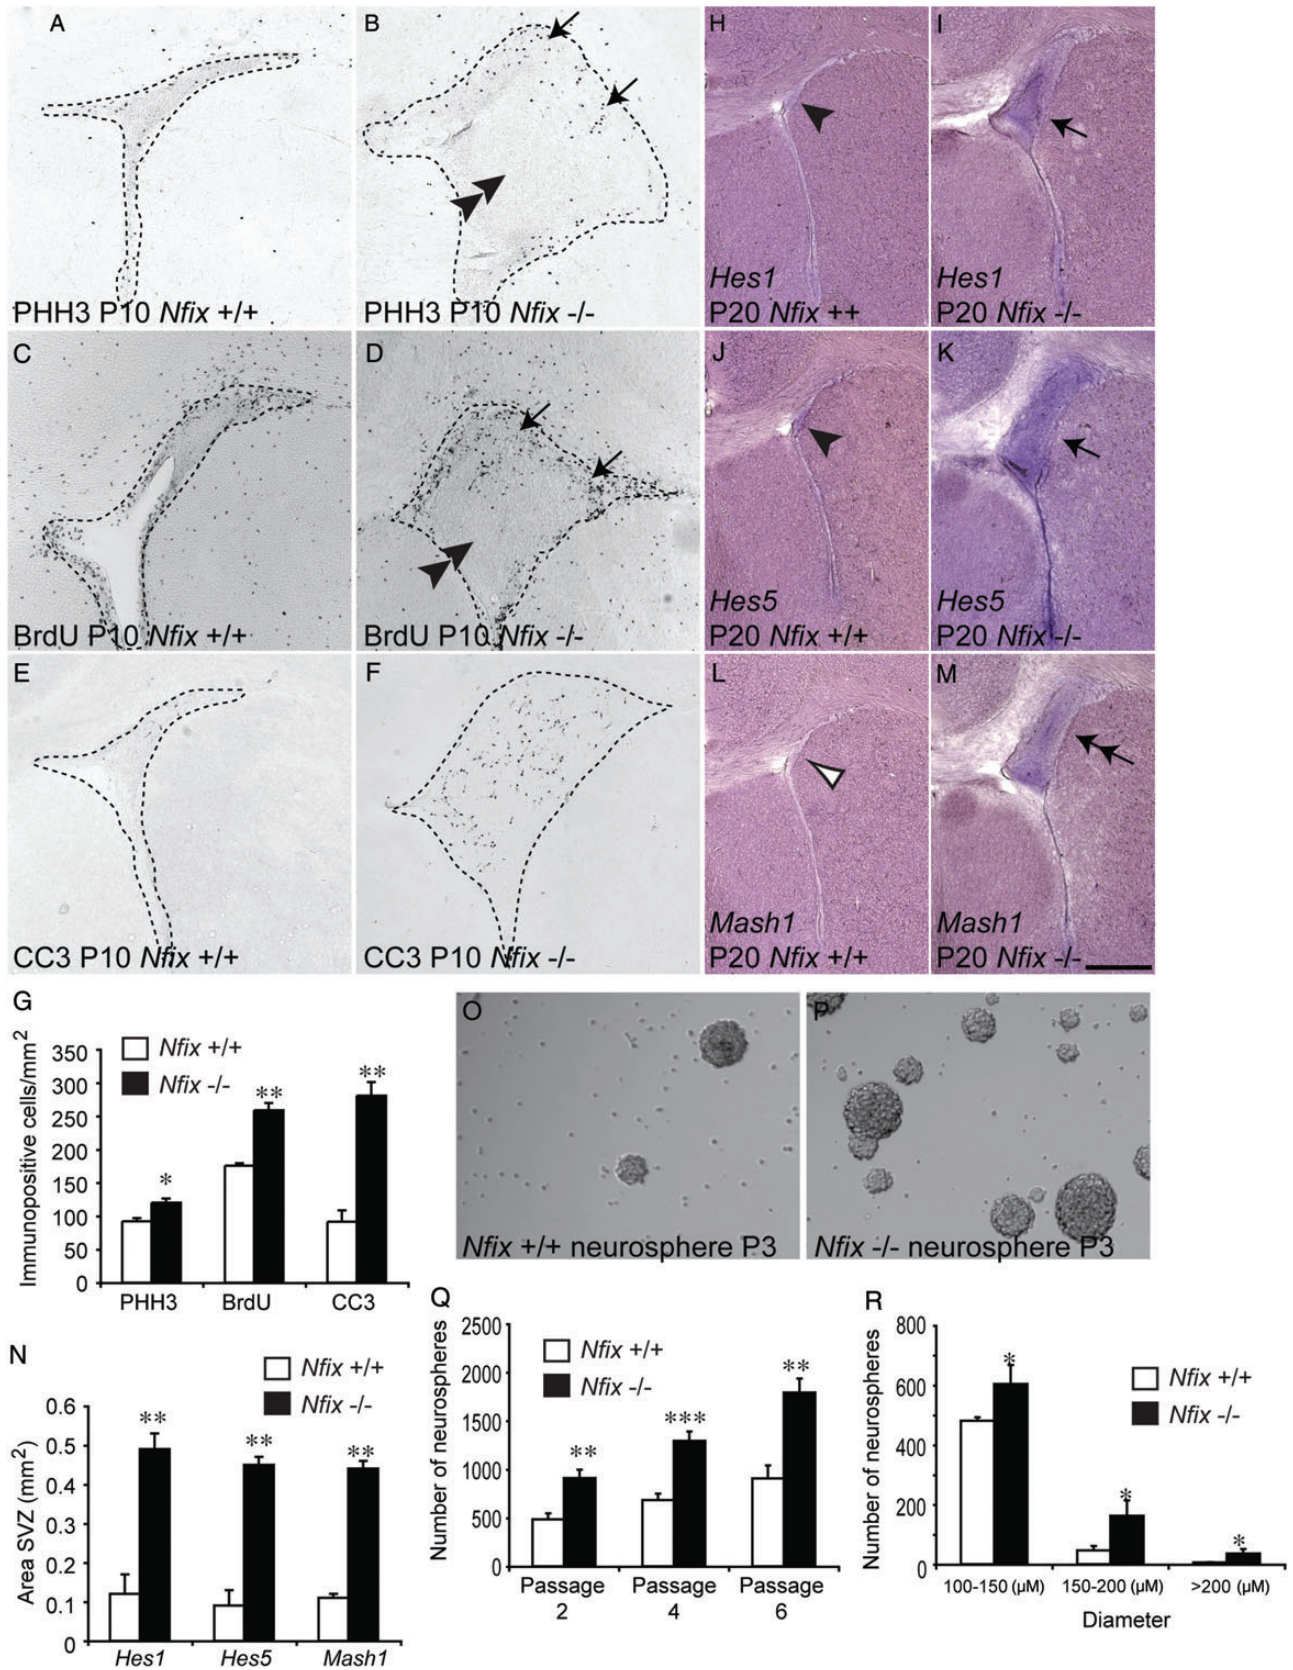 A
PHH3 P10 Nfix +/+
B
PHH3 P10 Nfix -/-
H
Hes1
P20 Nfix ++
I
Hes1
P20 Nfix -/-
C
BrdU P10 Nfix +/+
D
BrdU P10 Nfix -/-
J
Hes5
P20 Nfix +/+
K
Hes5
P20 Nfix -/-
E
CC3 P10 Nfix +/+
F
CC3 P10 Nfix -/-
L
Mash1
P20 Nfix +/+
M
Mash1
P20 Nfix -/-
G
Immunopositive cells/mm2
350
300
250
200
150
100
50
0
Nfix +/+
Nfix -/-
*
**
**
PHH3 BrdU CC3
O
Nfix +/+ neurosphere P3
P
Nfix -/- neurosphere P3
N
Area SVZ (mm2)
0.6
0.5
0.4
0.3
0.2
0.1
0
Nfix +/+
Nfix -/-
**
**
**
Hes1 Hes5 Mash1
Q
Number of neurospheres
2500
2000
1500
1000
500
0
Nfix +/+
Nfix -/-
**
***
**
Passage Passage Passage
2 4 6
R
Number of neurospheres
800
600
400
200
0
Nfix +/+
Nfix -/-
*
*
*
100-150 (µM) 150-200 (µM) >200 (µM)
Diameter